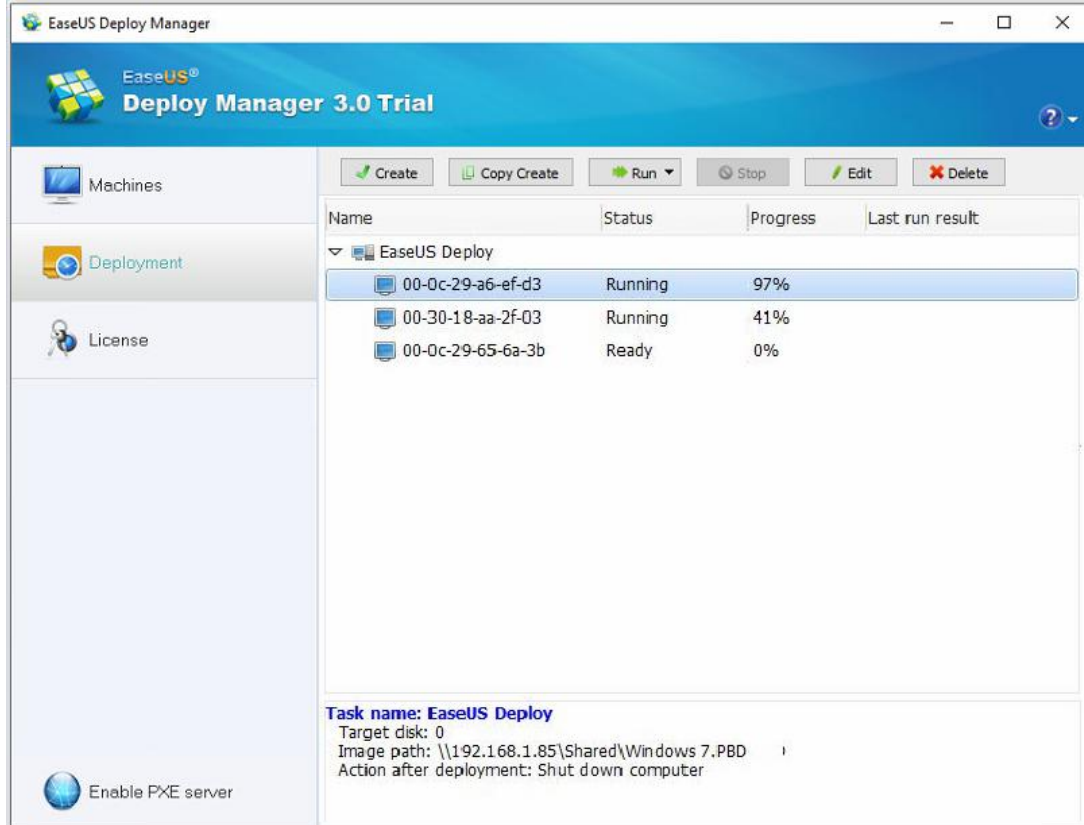 EaseUS Deploy Manager
EaseUS®
Deploy Manager 3.0 Trial
?
Machines
Deployment
License
Enable PXE server
Create Copy Create Run Stop Edit Delete
Name Status Progress Last run result
EaseUS Deploy
00-0c-29-a6-ef-d3 Running 97%
00-30-18-aa-2f-03 Running 41%
00-0c-29-65-6a-3b Ready 0%
Task name: EaseUS Deploy
Target disk: 0
Image path: \\192.168.1.85\Shared\Windows 7.PBD
Action after deployment: Shut down computer